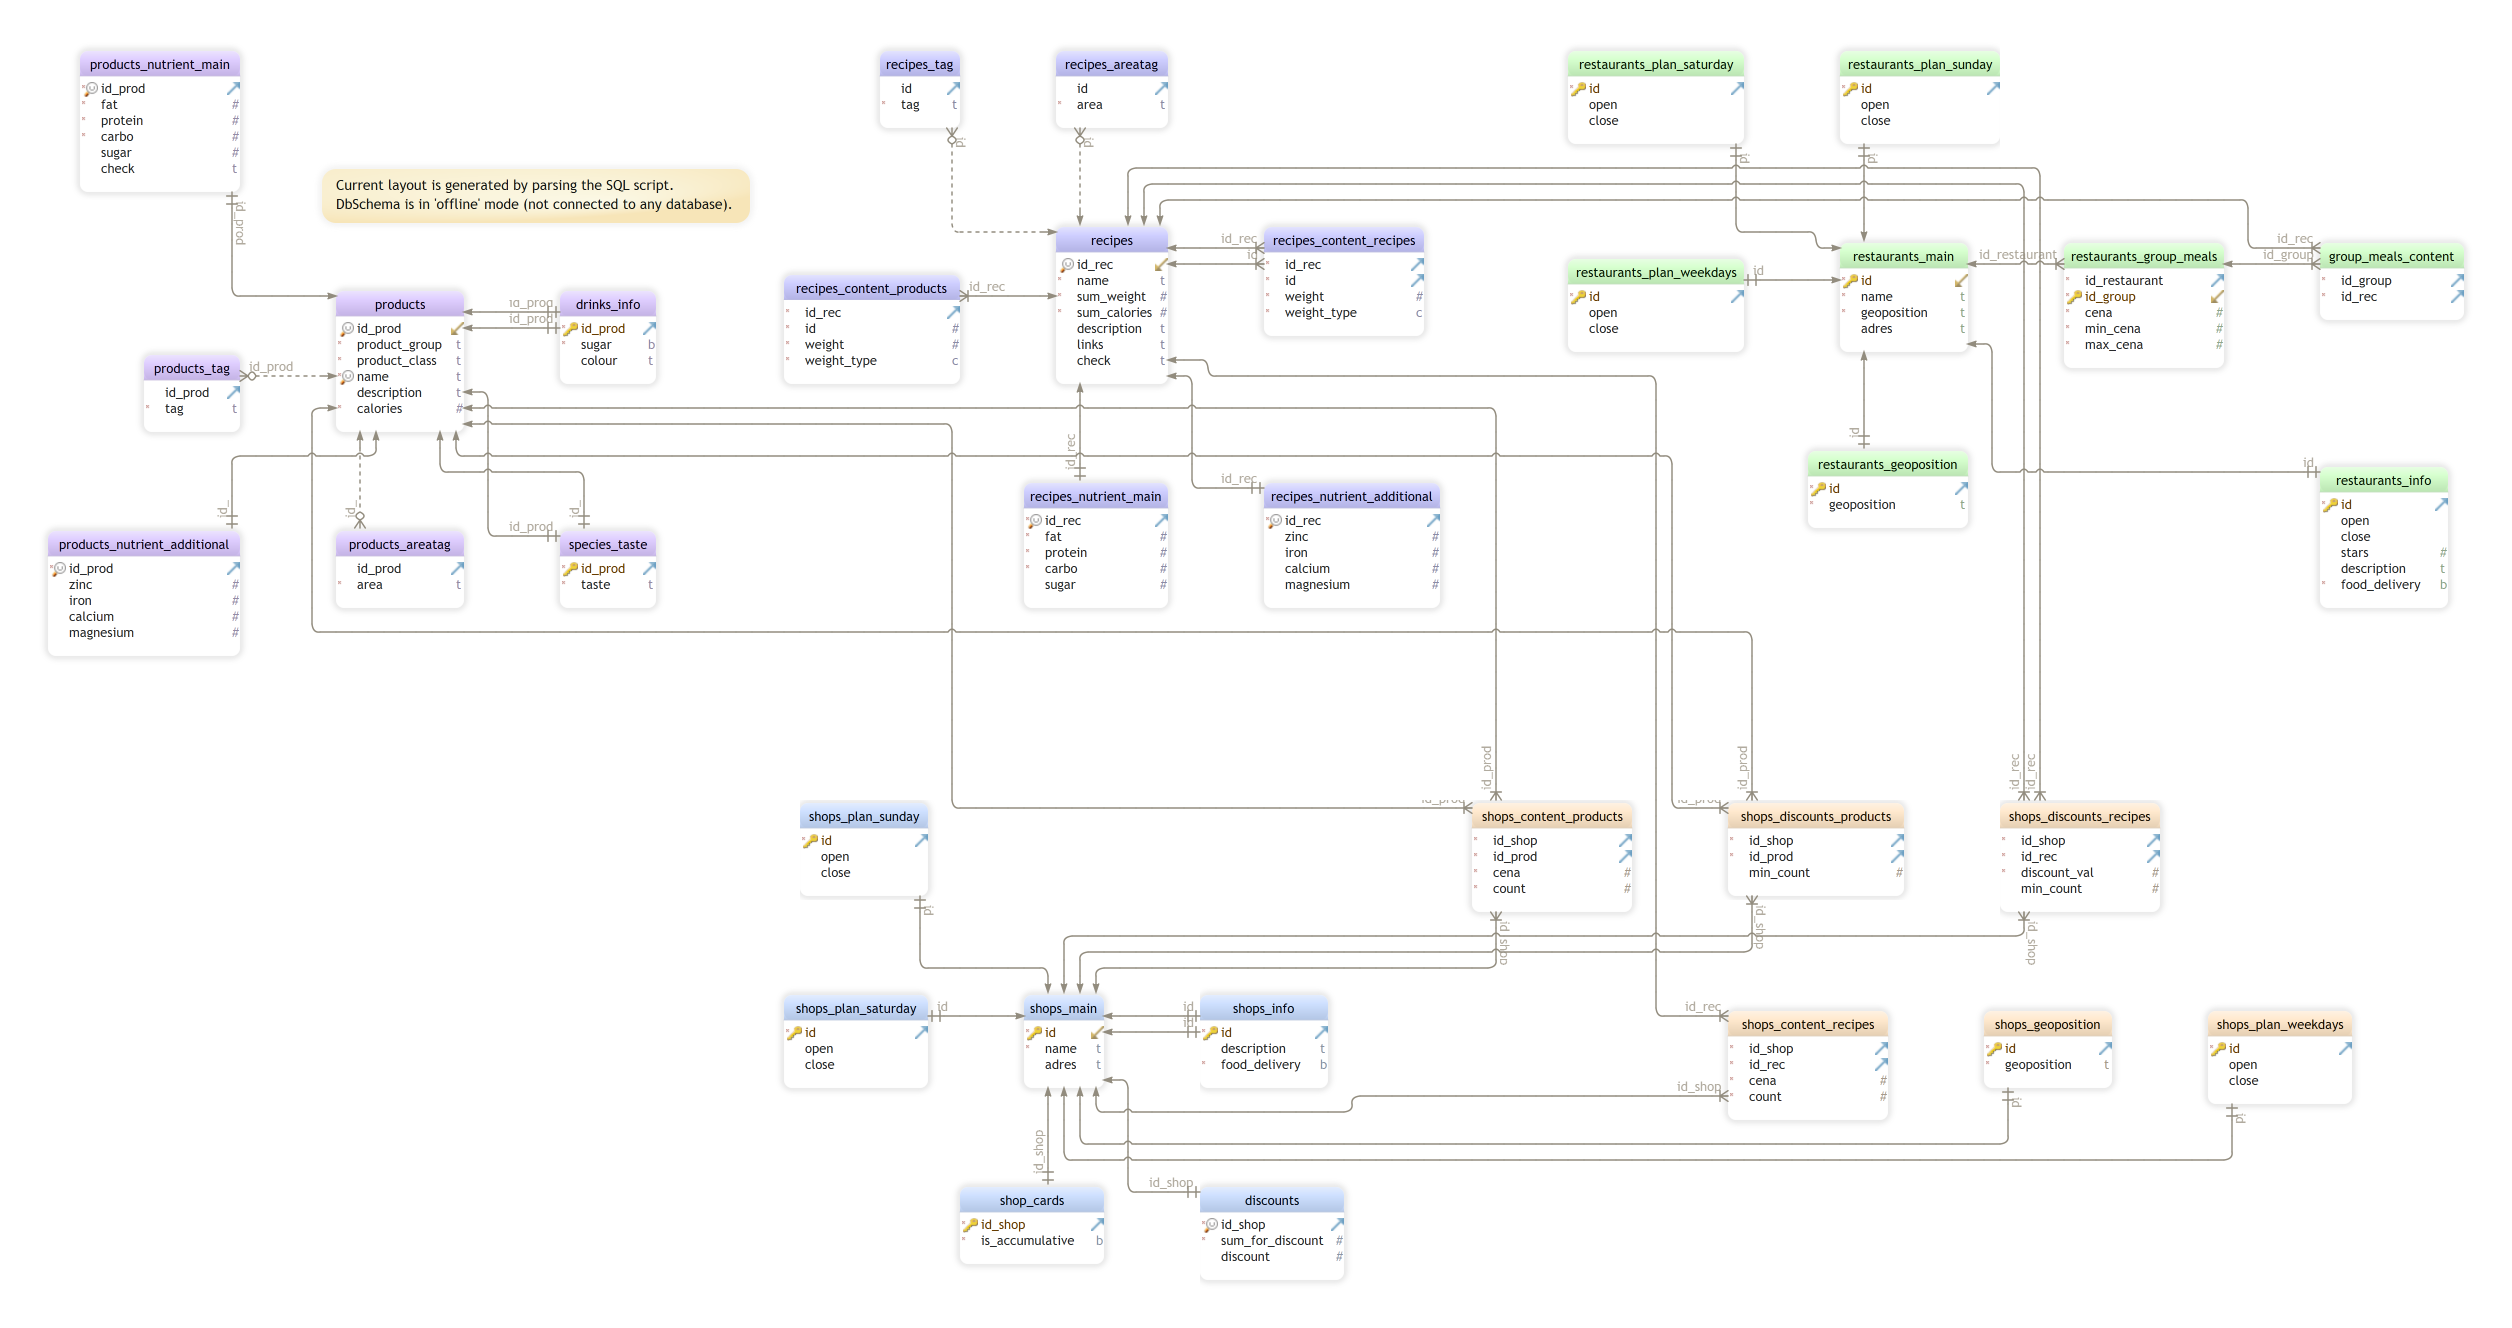 products_nutrient_main
id_prod
fat #
protein #
carbo #
sugar #
check t
recipes_tag
id
tag t
recipes_areatag
id
area t
restaurants_plan_saturday
id
open
close
restaurants_plan_sunday
id
open
close
Current layout is generated by parsing the SQL script.
DbSchema is in 'offline' mode (not connected to any database).
id
id
id
id
id_prod
recipes
id_rec
name t
sum_weight #
sum_calories #
description t
links t
check t
id_rec
id
recipes_content_recipes
id_rec
id
weight #
weight_type c
recipes_content_products
id_rec
id #
weight #
weight_type c
id_rec
restaurants_plan_weekdays
id
open
close
id
restaurants_main
id
name t
geoposition t
adres t
id_restaurant
restaurants_group_meals
id_restaurant
id_group
cena #
min_cena #
max_cena #
id_rec
id_group
group_meals_content
id_group
id_rec
products
id_prod
product_group t
product_class t
name t
description t
calories #
id_prod
id_prod
drinks_info
id_prod
sugar b
colour t
products_tag
id_prod
tag t
id_prod
id_rec
id_rec
id
id
restaurants_geoposition
id
geoposition t
restaurants_info
id
open
close
stars #
description t
food_delivery b
recipes_nutrient_main
id_rec
fat #
protein #
carbo #
sugar #
recipes_nutrient_additional
id_rec
zinc #
iron #
calcium #
magnesium #
id_
id_
id_
id_prod
products_nutrient_additional
id_prod
zinc #
iron #
calcium #
magnesium #
products_areatag
id_prod
area t
species_taste
id_prod
taste t
id_prod
id_prod
id_rec
id_rec
id_prod
id_prod
shops_plan_sunday
id
open
close
id
shops_content_products
id_shop
id_prod
cena #
count #
id_shop
shops_discounts_products
id_shop
id_prod
min_count #
id_shop
shops_discounts_recipes
id_shop
id_rec
discount_val #
min_count #
id_shop
shops_plan_saturday
id
open
close
id
shops_main
id
name t
adres t
id
id
shops_info
id
description t
food_delivery b
id_rec
id_shop
shops_content_recipes
id_shop
id_rec
cena #
count #
shops_geoposition
id
geoposition t
id
shops_plan_weekdays
id
open
close
id
id_shop
id_shop
shop_cards
id_shop
is_accumulative b
discounts
id_shop
sum_for_discount #
discount #